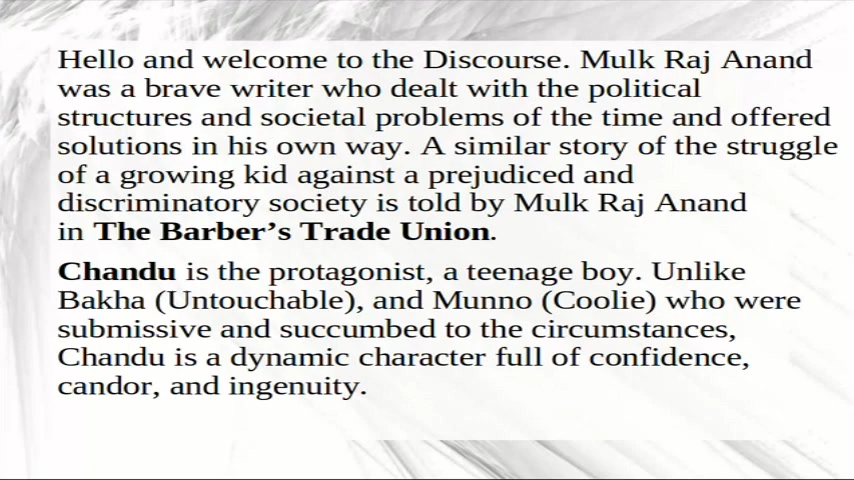 Hello and welcome to the Discourse. Mulk Raj Anand
was a brave writer who dealt with the political
structures and societal problems of the time and offered
solutions in his own way. A similar story of the struggle
of a growing kid against a prejudiced and
discriminatory society is told by Mulk Raj Anand
in The Barber’s Trade Union.
Chandu is the protagonist, a teenage boy. Unlike
Bakha (Untouchable), and Munno (Coolie) who were
submissive and succumbed to the circumstances,
Chandu is a dynamic character full of confidence,
candor, and ingenuity.